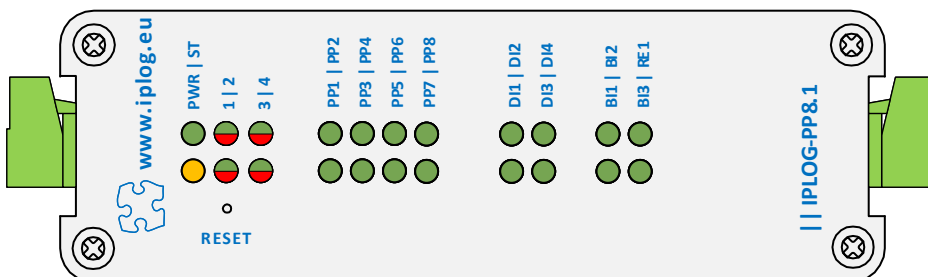 www.iplog.eu
PWR | ST
1 | 2
3 | 4
PP1 | PP2
PP3 | PP4
PP5 | PP6
PP7 | PP8
DI1 | DI2
DI3 | DI4
BI1 | BI2
BI3 | RE1
| | IPLOG-PP8.1
RESET